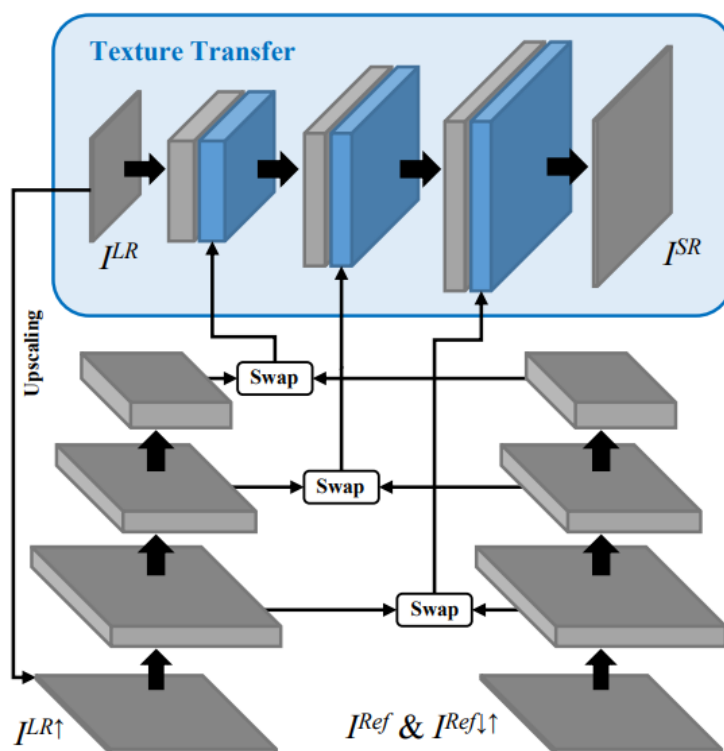 Texture Transfer
I^LR
I^SR
Upscaling
Swap
Swap
Swap
I^LR↑
I^Ref & I^Ref↓↑